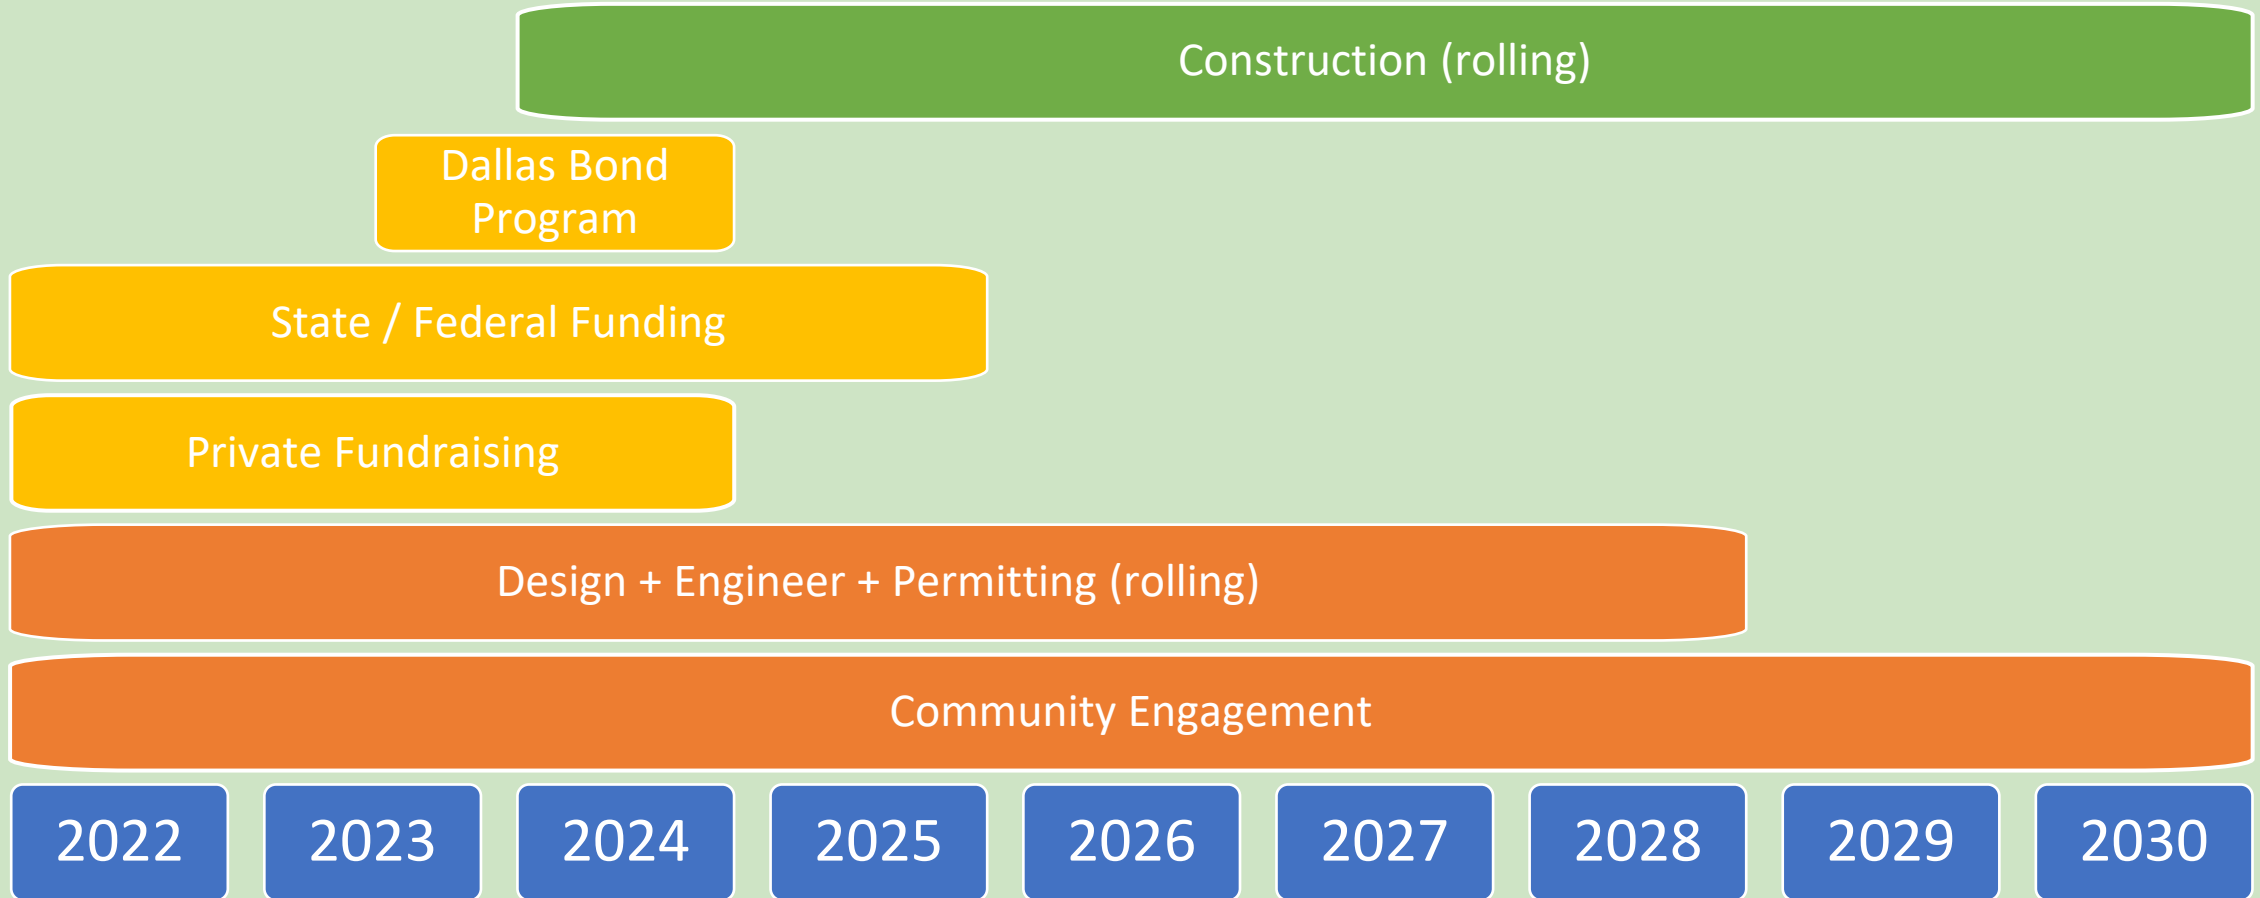 Construction (rolling)
Dallas Bond
Program
State / Federal Funding
Private Fundraising
Design + Engineer + Permitting (rolling)
Community Engagement
2022 2023 2024 2025 2026 2027 2028 2029 2030